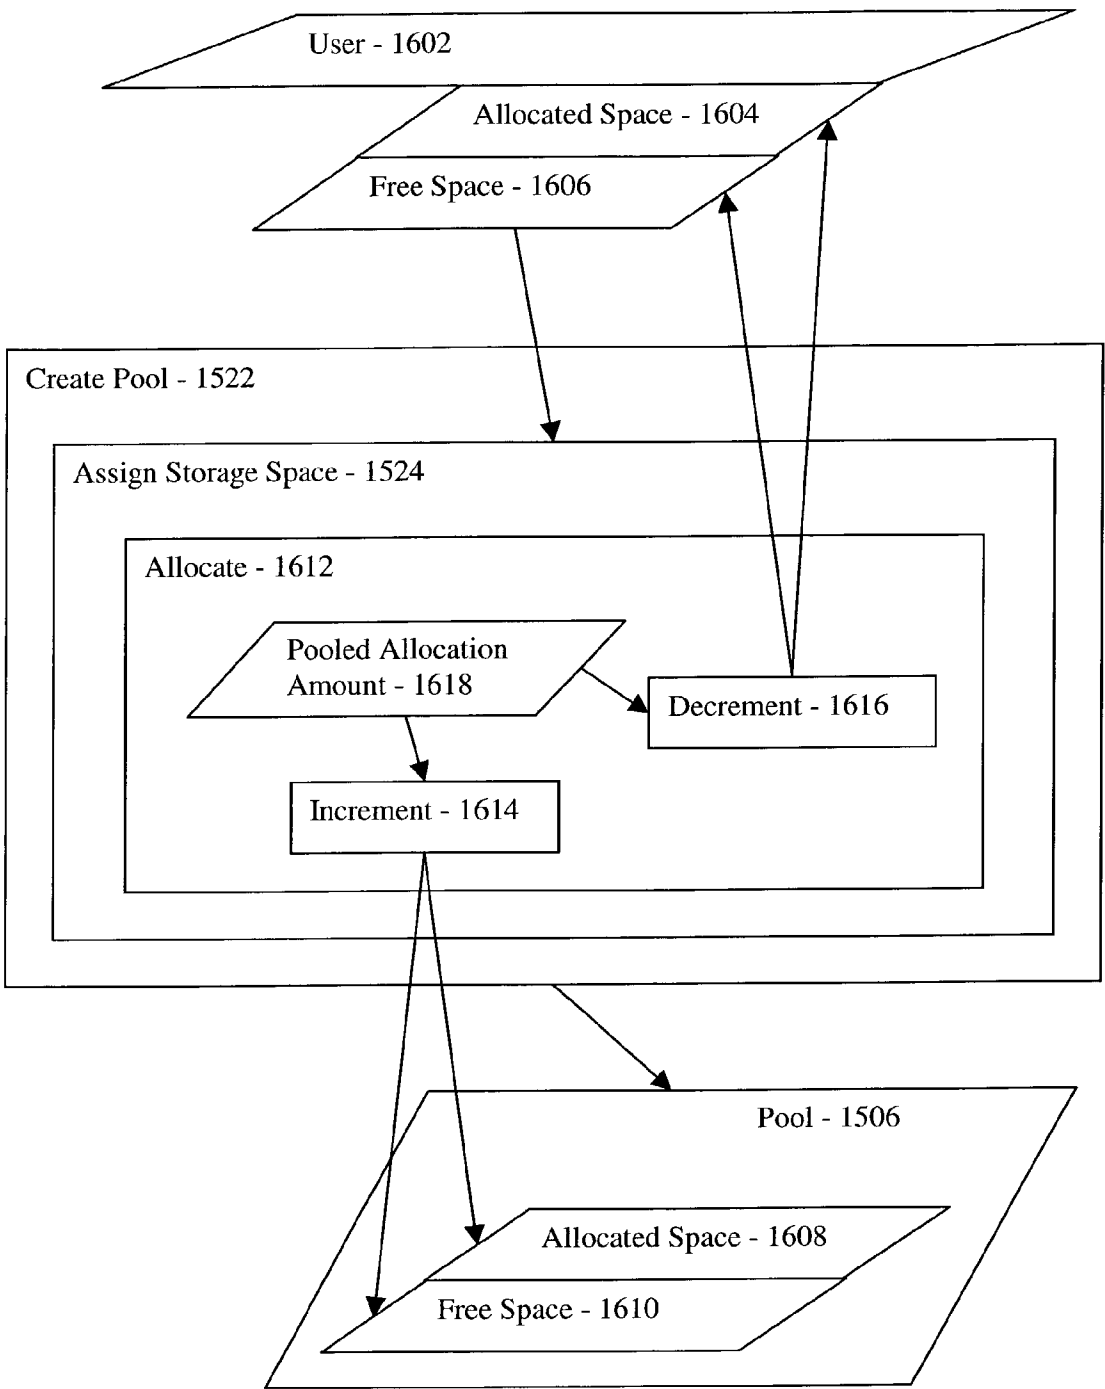 User - 1602
Allocated Space - 1604
Free Space - 1606
Create Pool - 1522
Assign Storage Space - 1524
Allocate - 1612
Pooled Allocation
Amount - 1618
Decrement - 1616
Increment - 1614
Pool - 1506
Allocated Space - 1608
Free Space - 1610